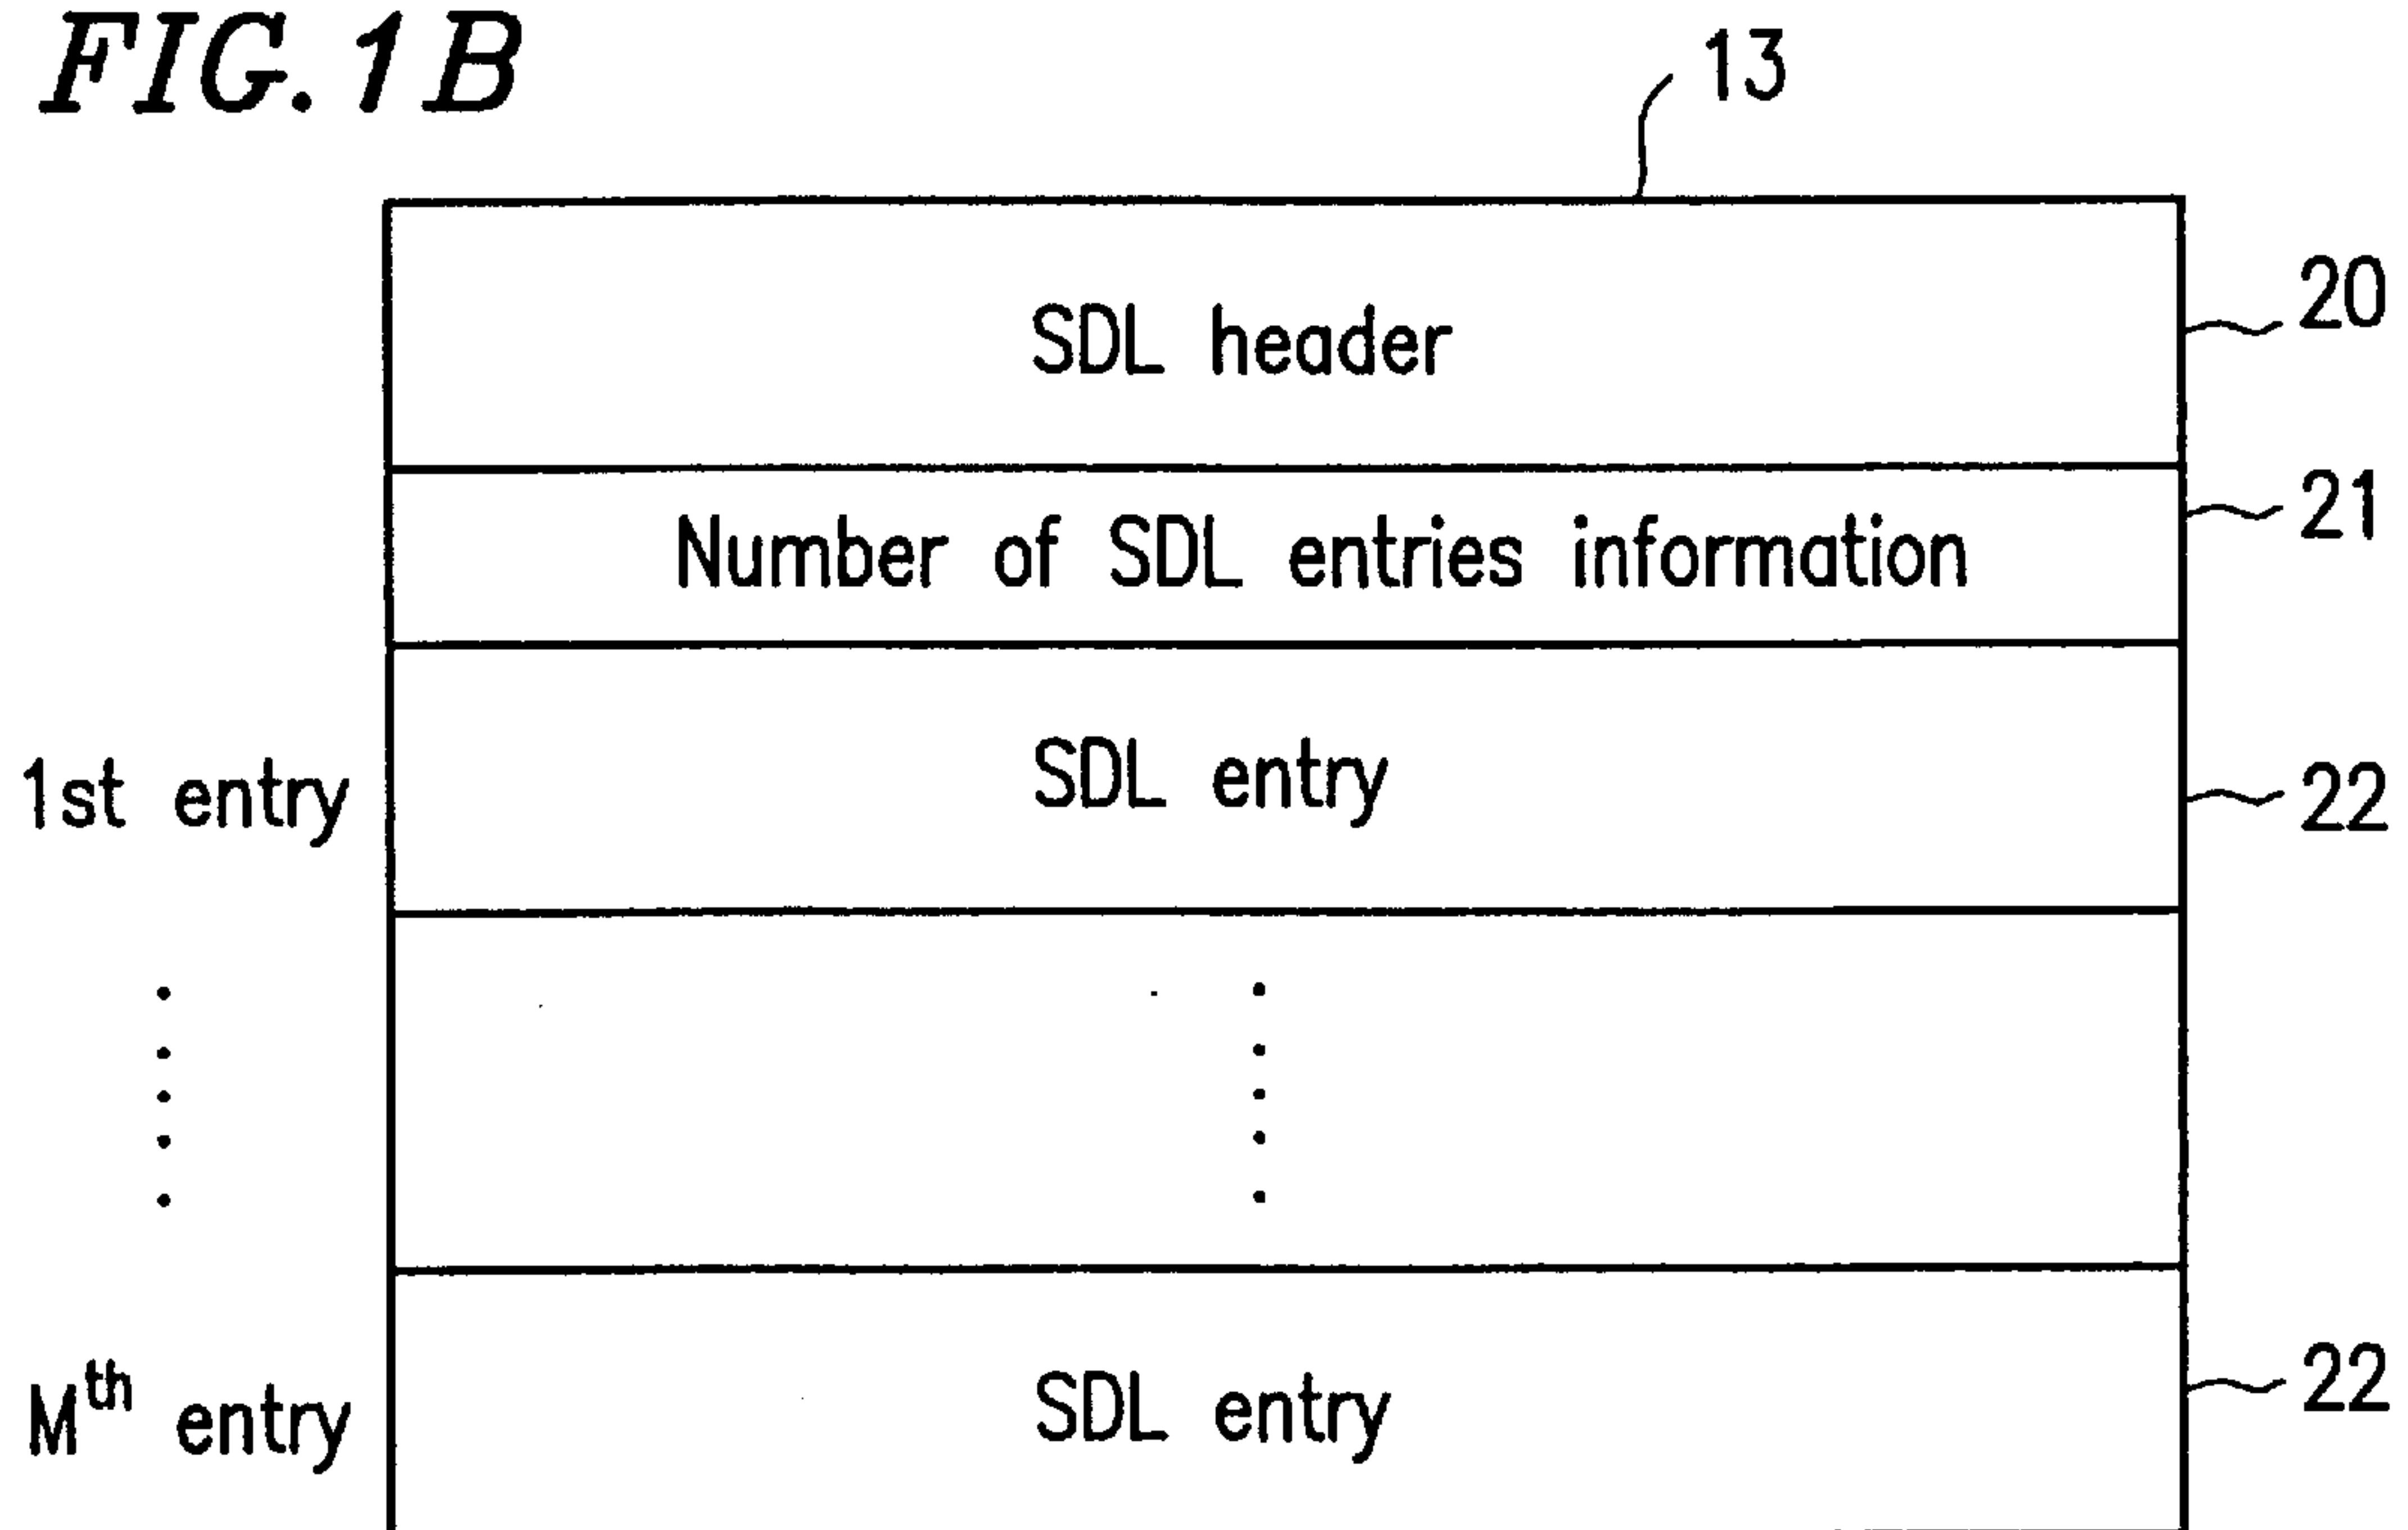 FIG. 1B
13
SDL header
20
Number of SDL entries information
21
1st entry
SDL entry
22
Mth entry
SDL entry
22